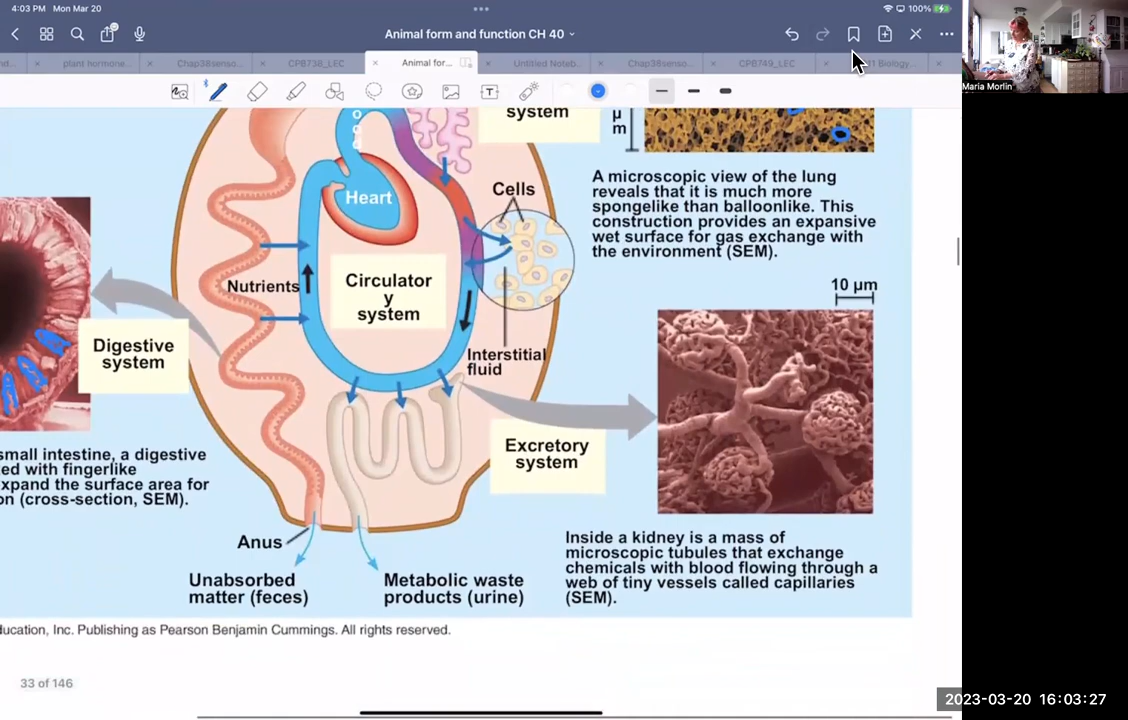 4:03 PM Mon Mar 20
100%
Animal form and function CH 40
plant hormone...
Chap38senso...
CPB738_LEC
Animal for...
Untitled Noteb...
Chap38senso...
CPB749_LEC
Biology...
Maria Morlin
system
o
o
d
µ
m
Cells
A microscopic view of the lung
reveals that it is much more
spongelike than balloonlike. This
construction provides an expansive
wet surface for gas exchange with
the environment (SEM).
Heart
Nutrients
Circulator
y
system
10 µm
Digestive
system
Interstitial
fluid
Excretory
system
small intestine, a digestive
ed with fingerlike
expand the surface area for
on (cross-section, SEM).
Anus
Unabsorbed
matter (feces)
Metabolic waste
products (urine)
Inside a kidney is a mass of
microscopic tubules that exchange
chemicals with blood flowing through a
web of tiny vessels called capillaries
(SEM).
ducation, Inc. Publishing as Pearson Benjamin Cummings. All rights reserved.
33 of 146
2023-03-20 16:03:27